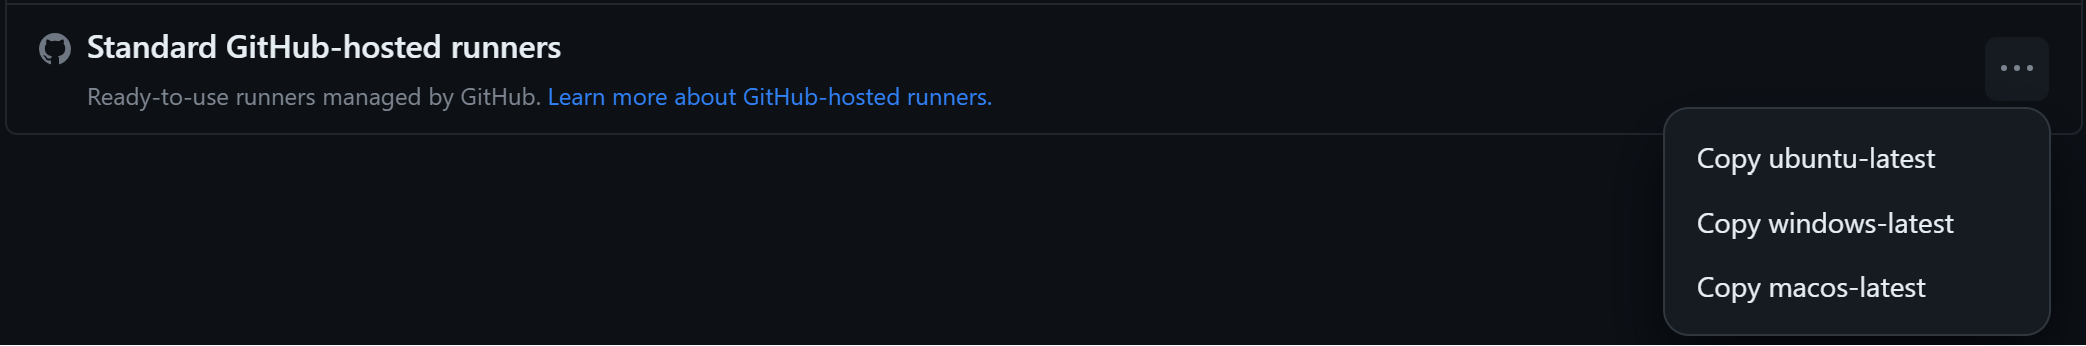 Standard GitHub-hosted runners
Ready-to-use runners managed by GitHub. Learn more about GitHub-hosted runners.
Copy ubuntu-latest
Copy windows-latest
Copy macos-latest